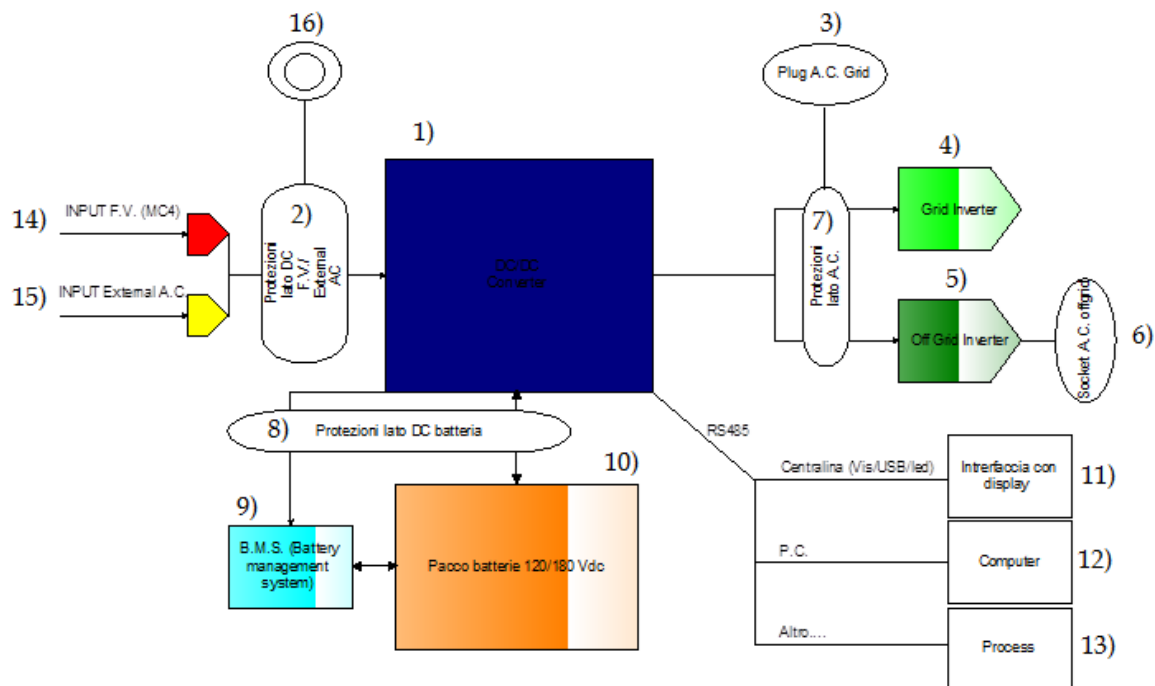 16)
3)
Plug A.C. Grid
1)
4)
Grid Inverter
14)
INPUT F.V. (MC4)
2)
Protezioni
lato DC
F.V./
External
AC
7)
Protezioni
lato A.C.
DC/DC
Converter
15)
INPUT External A.C.
5)
Off Grid Inverter
6)
Socket A.C. offgrid
8)
Protezioni lato DC batteria
RS485
10)
9)
B.M.S. (Battery
management
system)
Pacco batterie 120/180 Vdc
Centralina (Vis/USB/led)
Intrerfaccia con
display
11)
P.C.
Computer
12)
Altro....
Process
13)